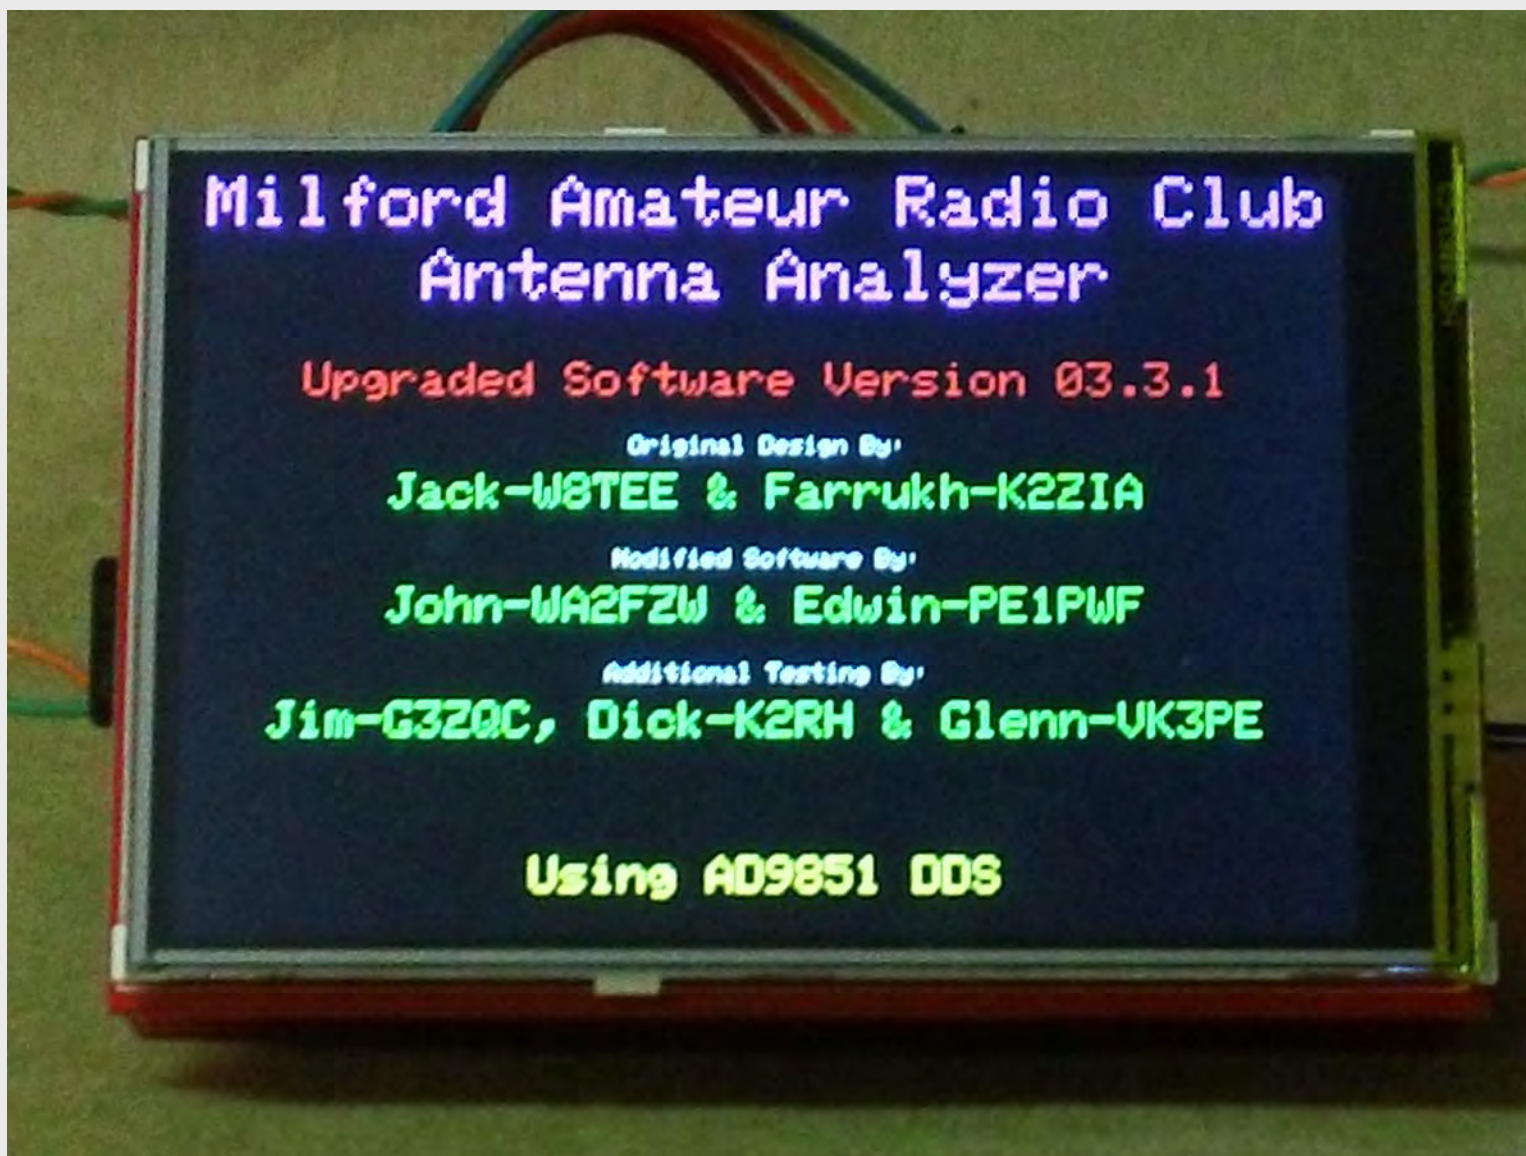 Milford Amateur Radio Club
Antenna Analyzer
Upgraded Software Version 03.3.1
Original Design By:
Jack-W8TEE & Farrukh-K2ZIA
Modified Software By:
John-WA2FZW & Edwin-PE1PWF
Additional Testing By:
Jim-G3ZQC, Dick-K2RH & Glenn-VK3PE
Using AD9851 DDS